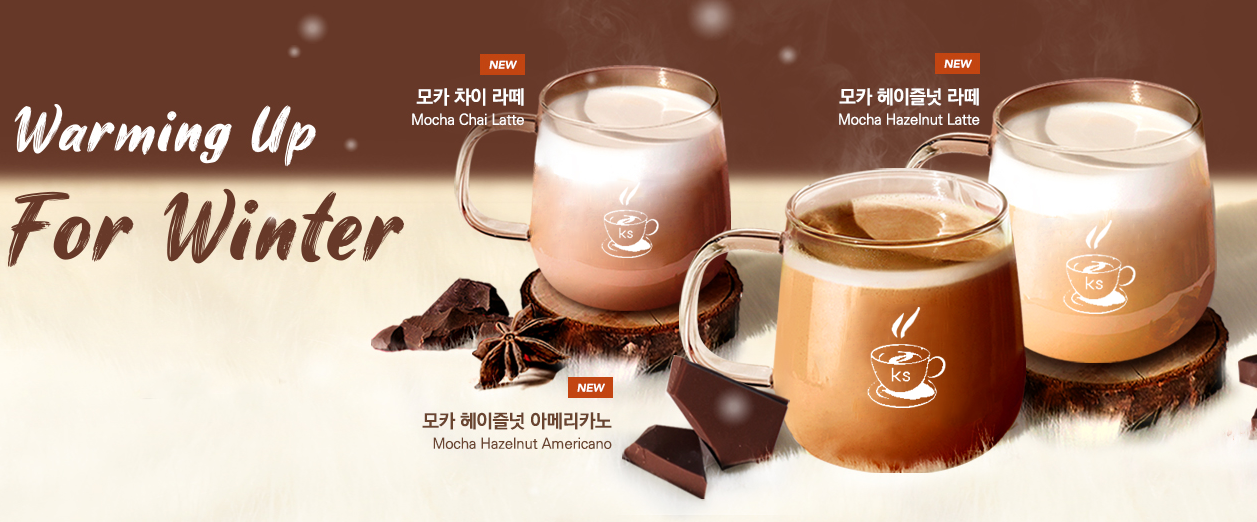 Warming Up
For Winter
NEW
모카 차이 라떼
Mocha Chai Latte
NEW
모카 헤이즐넛 라떼
Mocha Hazelnut Latte
NEW
모카 헤이즐넛 아메리카노
Mocha Hazelnut Americano
ks
ks
ks